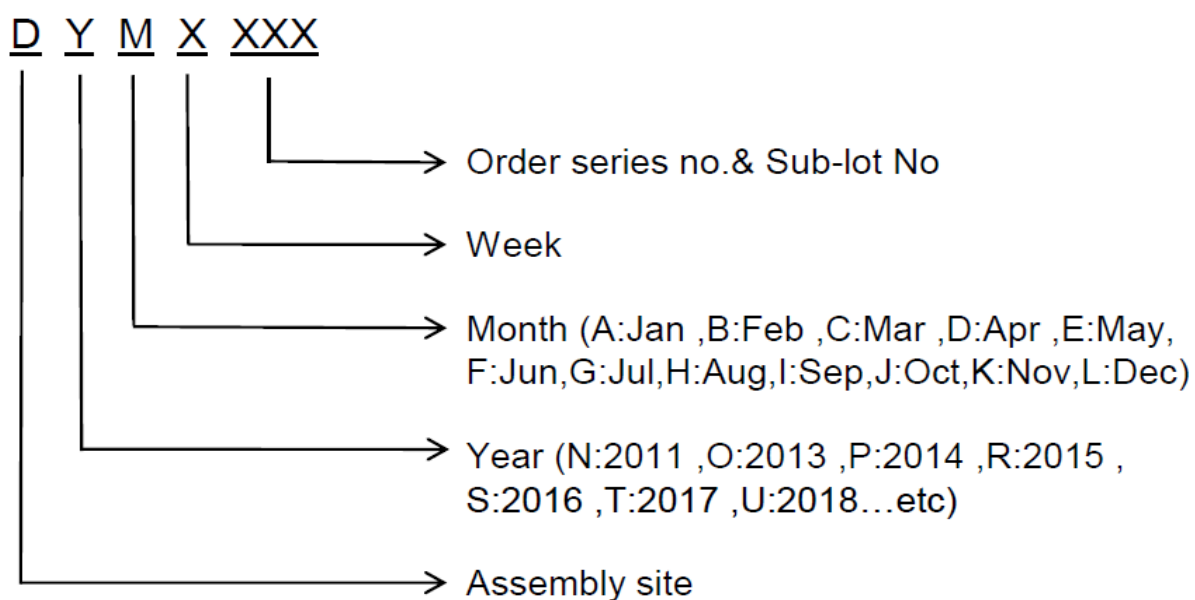 D Y M X XXX
Order series no.& Sub-lot No
Week
Month (A:Jan ,B:Feb ,C:Mar ,D:Apr ,E:May,
F:Jun,G:Jul,H:Aug,I:Sep,J:Oct,K:Nov,L:Dec)
Year (N:2011 ,O:2013 ,P:2014 ,R:2015 ,
S:2016 ,T:2017 ,U:2018...etc)
Assembly site